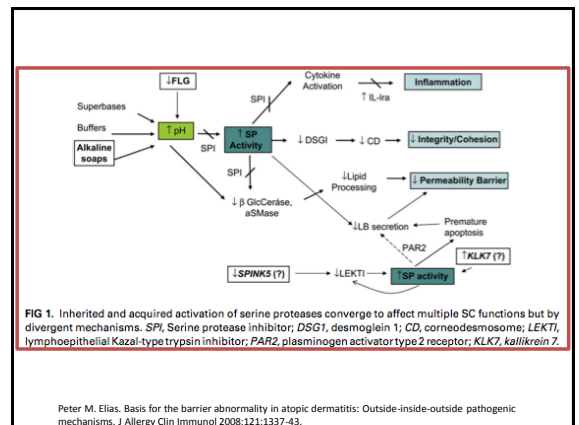 Cytokine
Activation
Inflammation
↓FLG
SPI
↑ IL-Ira
Superbases
Buffers
Alkaline
soaps
↑ pH
SPI
↑ SP
Activity
↓ DSGI
↓ CD
↓ Integrity/Cohesion
SPI
↓Lipid
Processing
↓ Permeability Barrier
↓ β GlcCeráse,
aSMase
↓LB secretion
Premature
apoptosis
PAR2
↑KLK7 (?)
↓SPINK5 (?)
↓LEKTI
↑SP activity
FIG 1. Inherited and acquired activation of serine proteases converge to affect multiple SC functions but by
divergent mechanisms. SPI, Serine protease inhibitor; DSG1, desmoglein 1; CD, corneodesmosome; LEKTI,
lymphoepithelial Kazal-type trypsin inhibitor; PAR2, plasminogen activator type 2 receptor; KLK7, kallikrein 7.
Peter M. Elias. Basis for the barrier abnormality in atopic dermatitis: Outside-inside-outside pathogenic
mechanisms. J Allergy Clin Immunol 2008;121:1337-43.